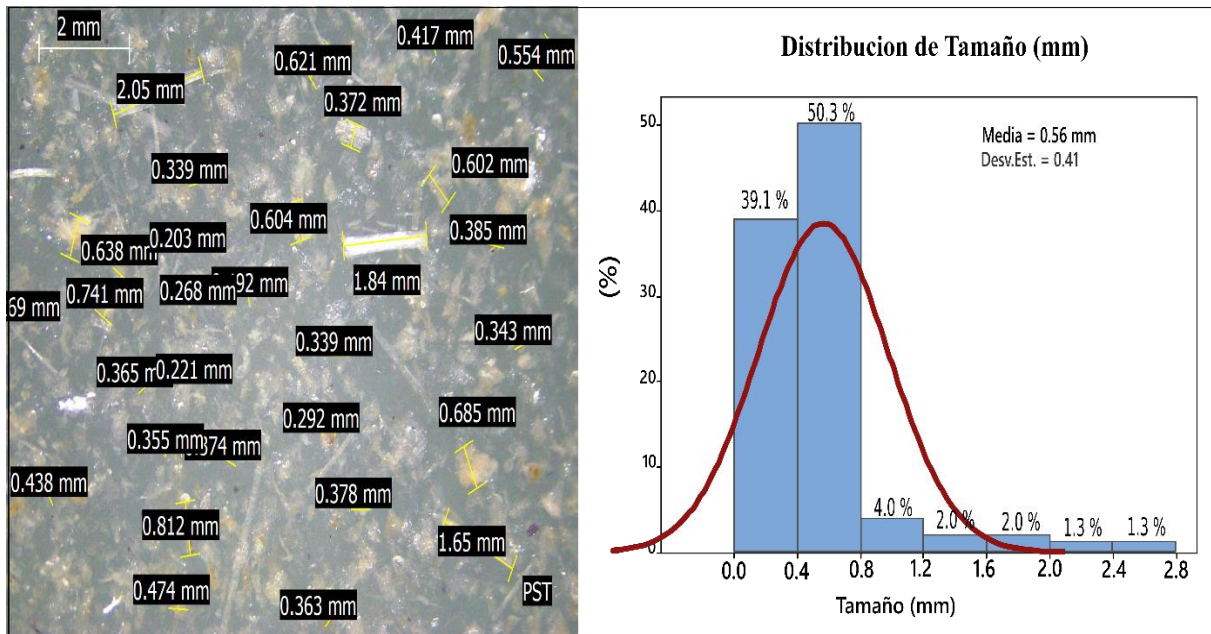 2 mm
0.417 mm
0.554 mm
0.621 mm
2.05 mm
0.372 mm
0.339 mm
0.602 mm
0.604 mm
0.385 mm
0.203 mm
0.638 mm
1.84 mm
0.268 mm
0.741 mm
69 mm
0.343 mm
0.339 mm
0.221 mm
0.365 m
0.292 mm
0.685 mm
0.355 mm
374 mm
0.438 mm
0.378 mm
0.812 mm
1.65 mm
0.474 mm
0.363 mm
PST
Distribucion de Tamaño (mm)
Media = 0.56 mm
Desv.Est. = 0.41
50.3 %
39.1 %
4.0 %
2.0 %
2.0 %
1.3 %
1.3 %
(%)
50
40
30
20
10
0
0.0 0.4 0.8 1.2 1.6 2.0 2.4 2.8
Tamaño (mm)